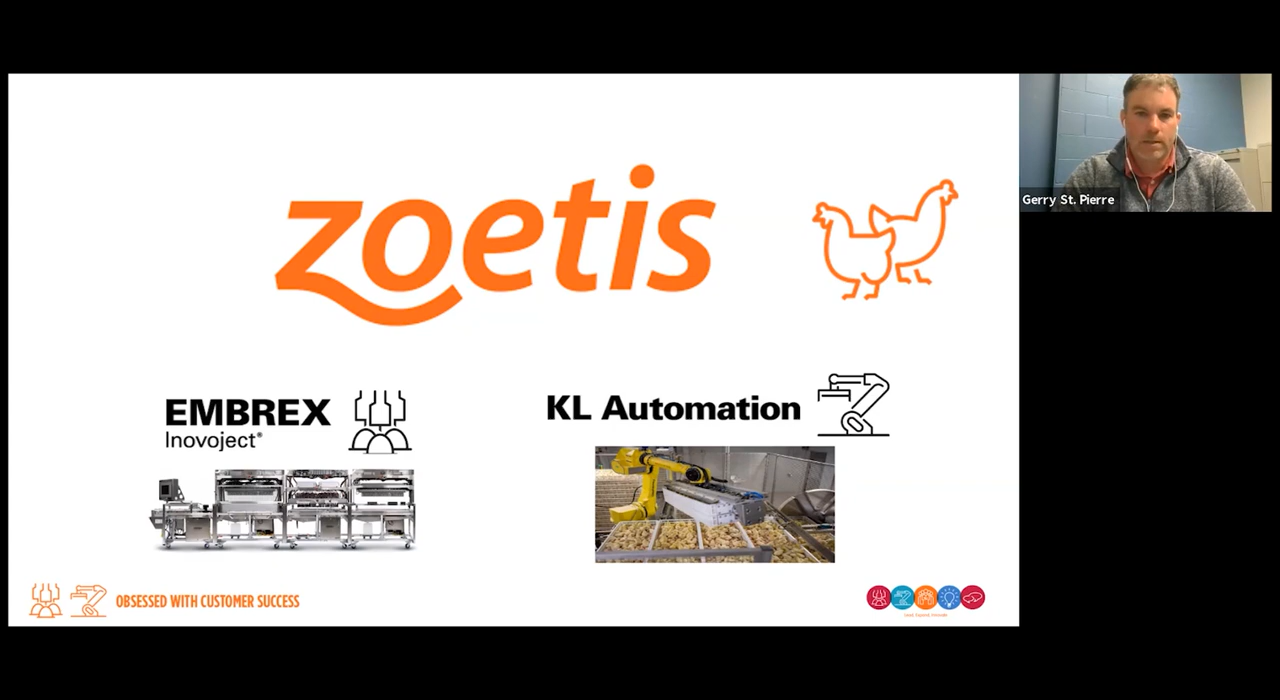 zoetis
EMBREX
Inovoject®
KL Automation
OBSESSED WITH CUSTOMER SUCCESS
Gerry St. Pierre